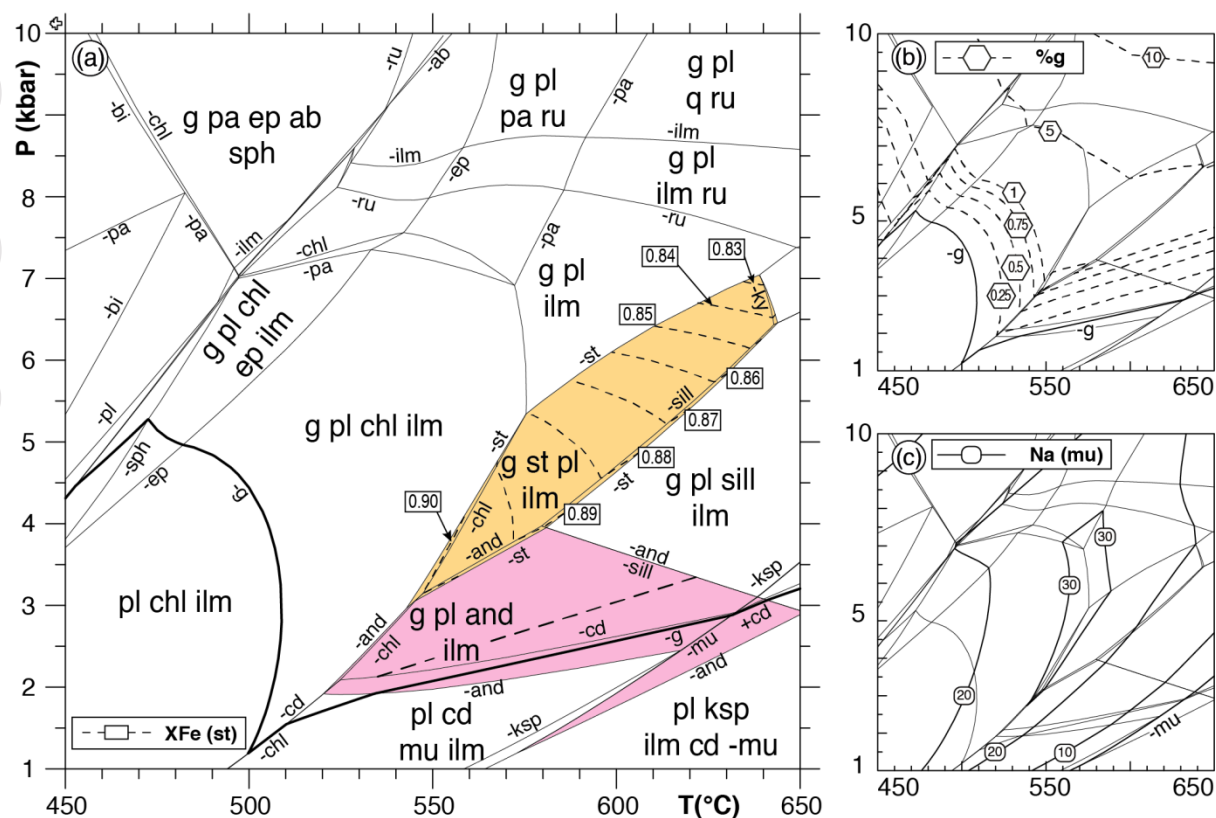 (a)
P (kbar)
10
9
8
7
6
5
4
3
2
1
450
500
550
600
650
T(°C)
-bi
-chl
g pa ep ab
sph
-ru
-ab
g pl
pa ru
-pa
g pl
q ru
-ilm
-ilm
-ep
g pl
ilm ru
-pa
-pa
-ru
-ru
-ilm
-chl
-pa
-pa
0.84
0.83
-bi
g pl chl
ep ilm
g pl
ilm
ky
0.85
-st
0.86
-pl
-sill
0.87
g pl chl ilm
-st
-sph
-ep
-g
g st pl
ilm
-st
0.88
g pl sill
ilm
0.90
-chl
0.89
-and
-st
-and
-sill
pl chl ilm
-and
-chl
g pl and
ilm
-cd
-ksp
-g
-mu
+cd
-and
-and
-cd
-chl
pl cd
mu ilm
-ksp
pl ksp
ilm cd -mu
XFe (st)
(b)
%g
10
5
1
10
5
1
0.75
0.5
0.25
-g
-g
450
550
650
(c)
Na (mu)
10
5
1
30
30
20
20
10
-mu
450
550
650